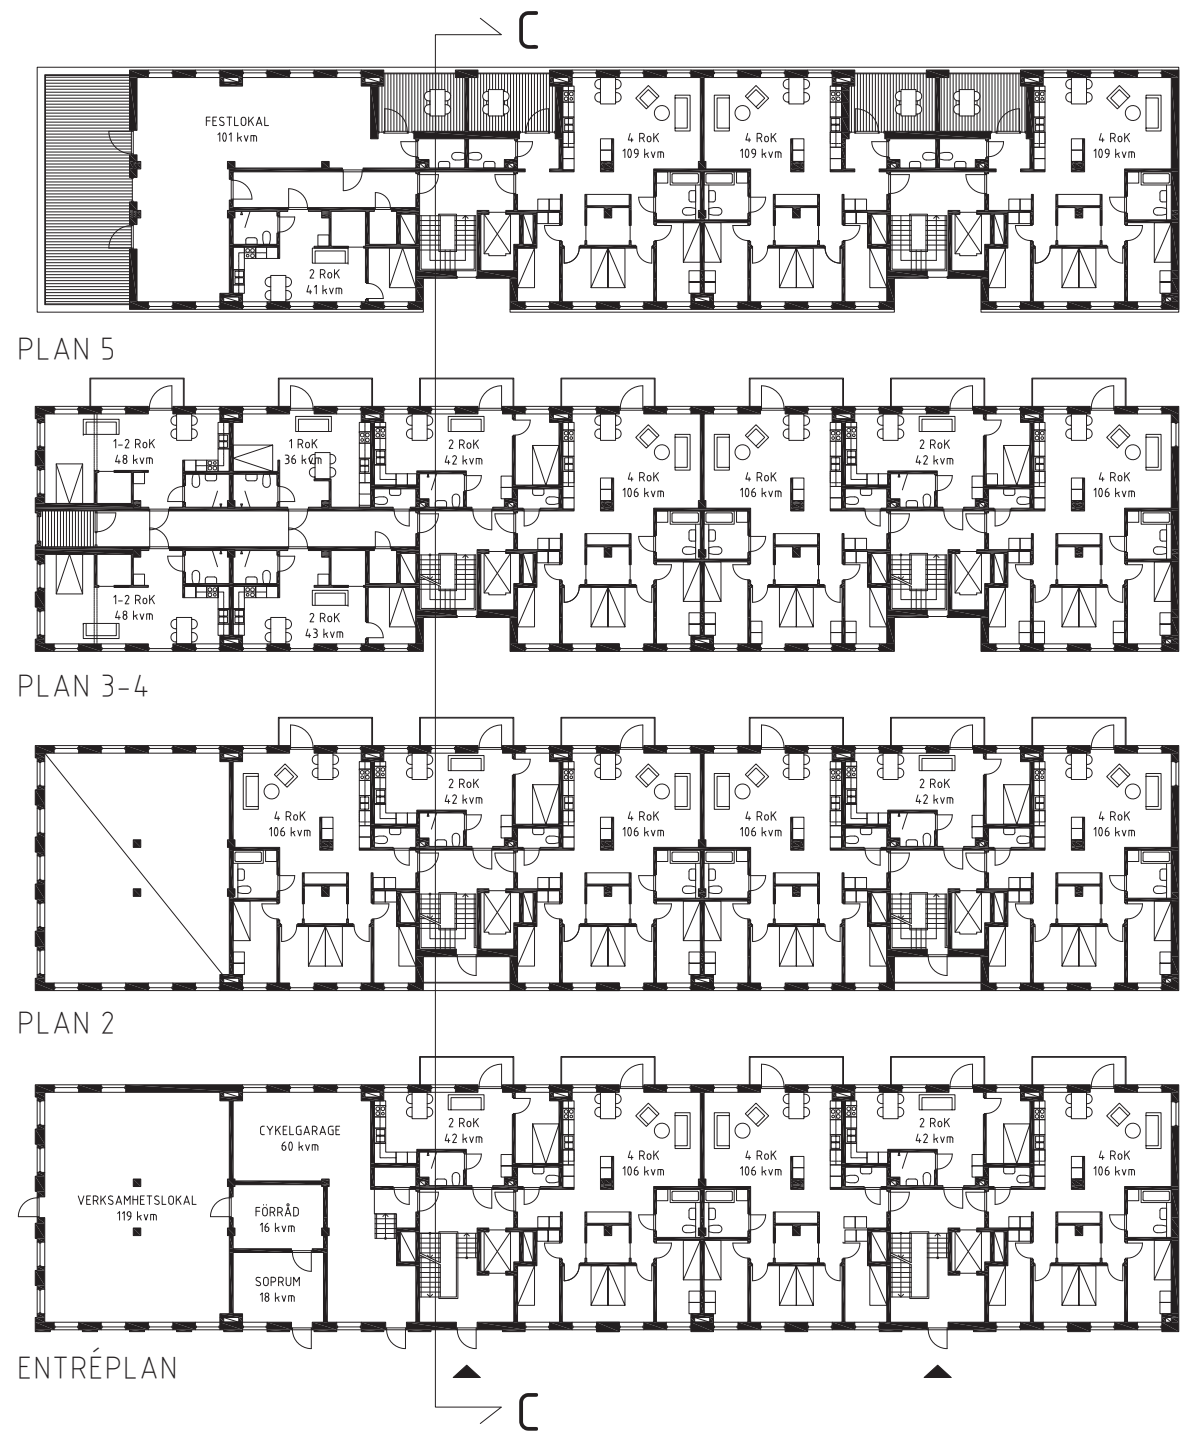 C
FESTLOKAL
101 kvm
4 RoK
109 kvm
4 RoK
109 kvm
4 RoK
109 kvm
2 RoK
41 kvm
PLAN 5
1-2 RoK
48 kvm
1 RoK
36 kvm
2 RoK
42 kvm
4 RoK
106 kvm
4 RoK
106 kvm
2 RoK
42 kvm
4 RoK
106 kvm
1-2 RoK
48 kvm
2 RoK
43 kvm
PLAN 3-4
4 RoK
106 kvm
2 RoK
42 kvm
4 RoK
106 kvm
4 RoK
106 kvm
2 RoK
42 kvm
4 RoK
106 kvm
PLAN 2
CYKELGARAGE
60 kvm
2 RoK
42 kvm
4 RoK
106 kvm
4 RoK
106 kvm
2 RoK
42 kvm
4 RoK
106 kvm
VERKSAMHETSLOKAL
119 kvm
FÖRRÅD
16 kvm
SOPRUM
18 kvm
ENTRÉPLAN
C